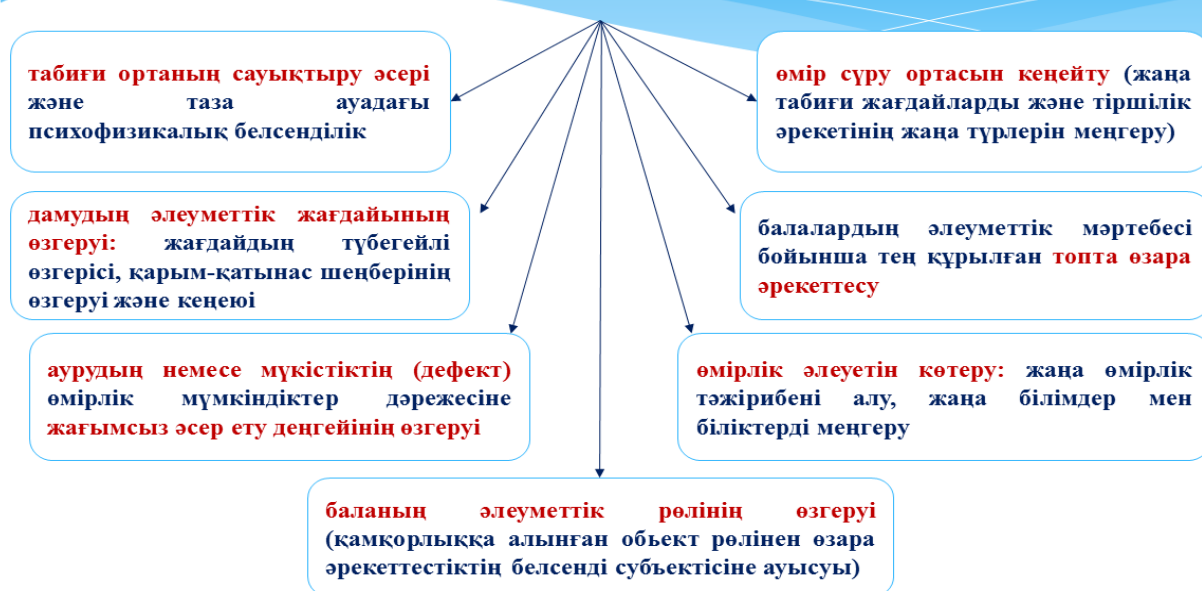 табиғи ортаның сауықтыру әсері
және таза ауадағы
психофизикалық белсенділік
өмір сүру ортасын кеңейту (жаңа
табиғи жағдайларды және тіршілік
әрекетінің жаңа түрлерін меңгеру)
дамудың әлеуметтік жағдайының
өзгеруі: жағдайдың түбегейлі
өзгерісі, қарым-қатынас шеңберінің
өзгеруі және кеңеюі
балалардың әлеуметтік мәртебесі
бойынша тең құрылған топта өзара
әрекеттесу
аурудың немесе мүкістіктің (дефект)
өмірлік мүмкіндіктер дәрежесіне
жағымсыз әсер ету деңгейінің өзгеруі
өмірлік әлеуетін көтеру: жаңа өмірлік
тәжірибені алу, жаңа білімдер мен
біліктерді меңгеру
баланың әлеуметтік рөлінің өзгеруі
(қамқорлыққа алынған обьект рөлінен өзара
әрекеттестіктің белсенді субъектісіне ауысуы)